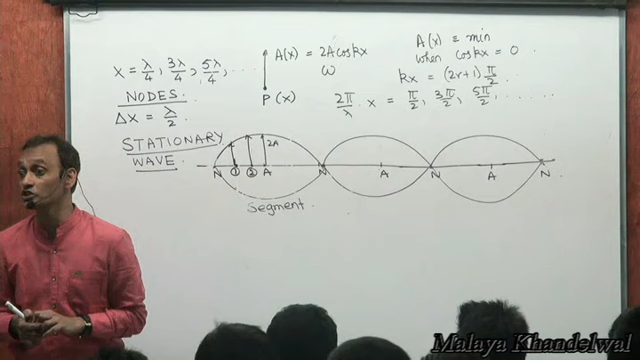 x = λ/4, 3λ/4, 5λ/4, ...
NODES.
Δx = λ/2
STATIONARY
WAVE.
A(x) = 2A cos kx
ω
P(x)
A(x) = min
when cos kx = 0.
kx = (2r+1) π/2.
2π/λ . x = π/2, 3π/2, 5π/2, ......
2A
N ① ② A N A N A N
Segment.
Malaya Khandelwal